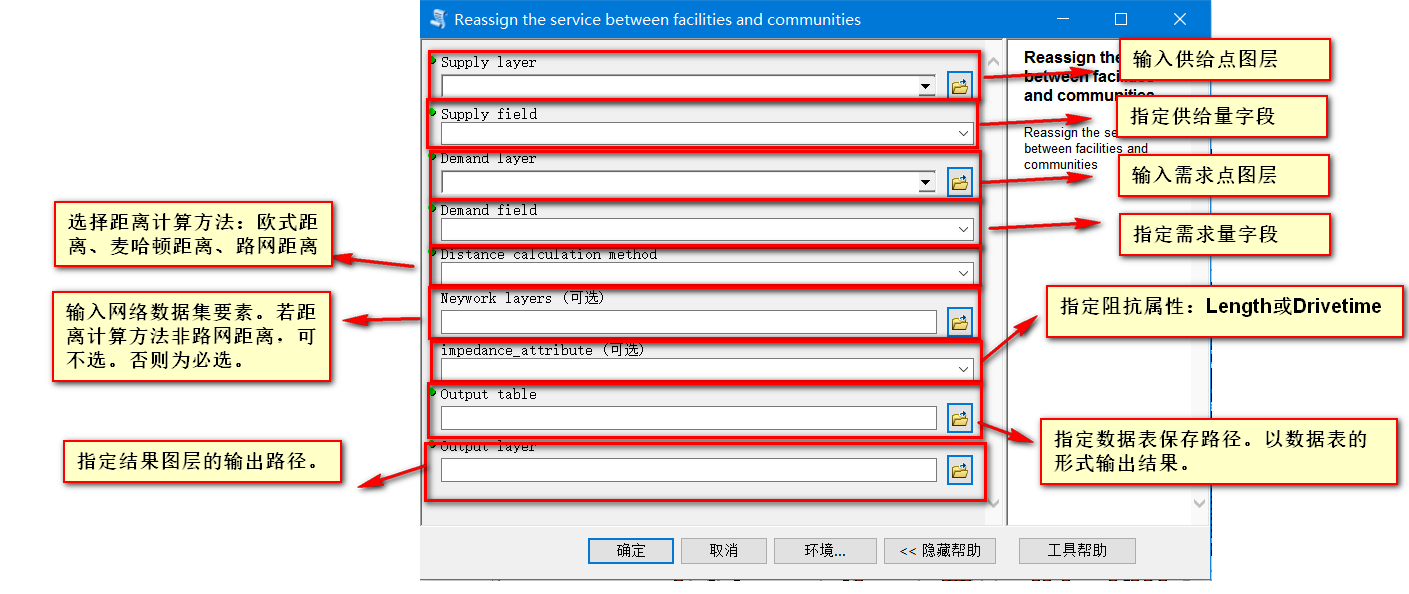 Reassign the service between facilities and communities
Supply layer
Supply field
Demand layer
Demand field
Distance calculation method
Neywork layers (可选)
impedance_attribute (可选)
Output table
Output layer
Reassign the
between faci
and communities
Reassign the se
between facilities and
communities
输入供给点图层
指定供给量字段
输入需求点图层
指定需求量字段
选择距离计算方法：欧式距
离、麦哈顿距离、路网距离
输入网络数据集要素。若距
离计算方法非路网距离，可
不选。否则为必选。
指定阻抗属性：Length或Drivetime
指定数据表保存路径。以数据表的
形式输出结果。
指定结果图层的输出路径。
确定
取消
环境...
<< 隐藏帮助
工具帮助